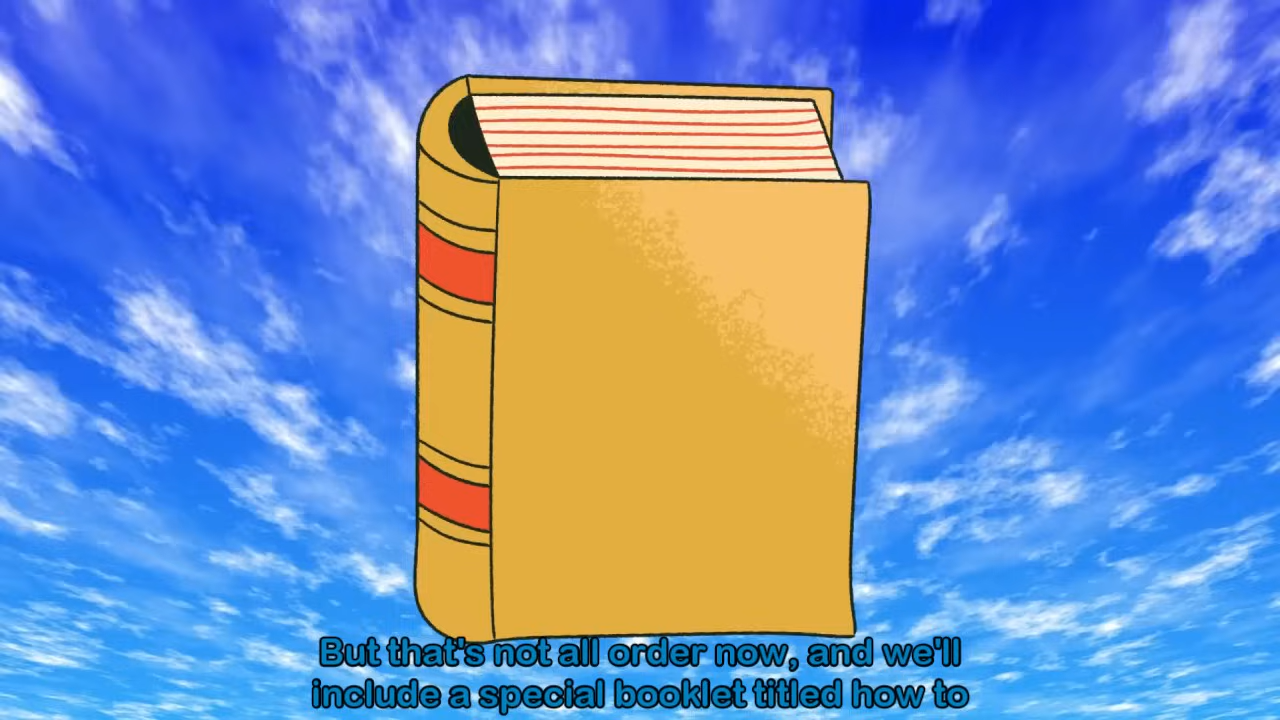 But that's not all order now, and we'll
include a special booklet titled how to